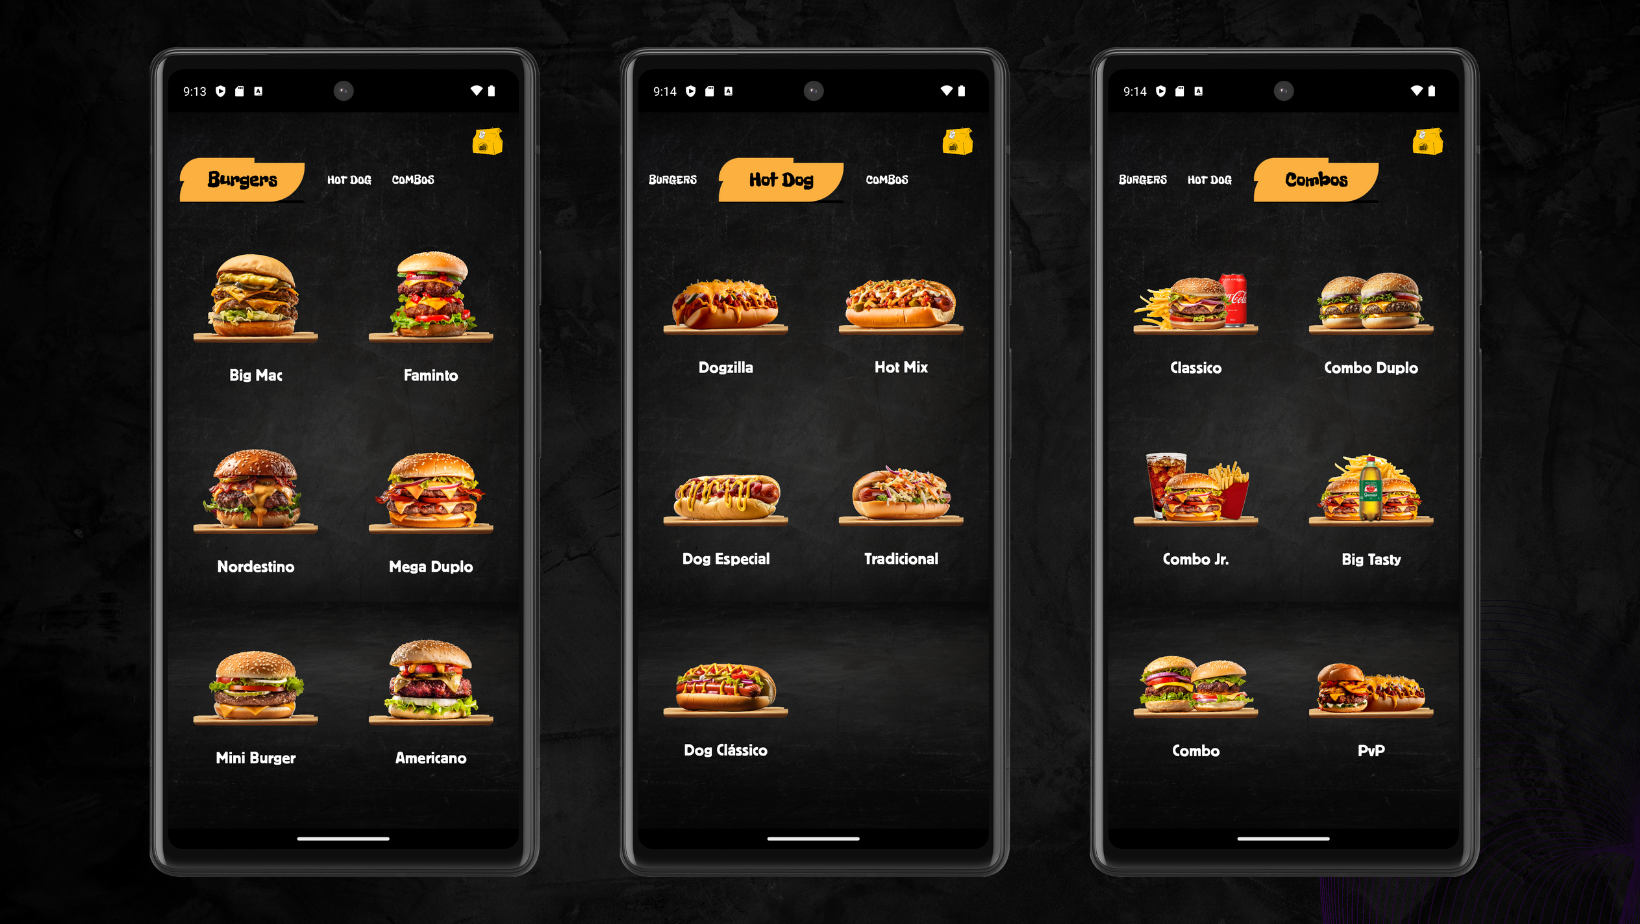 9:13
Burgers
HOT DOG
COMBOS
Big Mac
Faminto
Nordestino
Mega Duplo
Mini Burger
Americano
9:14
BURGERS
Hot Dog
COMBOS
Dogzilla
Hot Mix
Dog Especial
Tradicional
Dog Clássico
9:14
BURGERS
HOT DOG
Combos
Classico
Combo Duplo
Combo Jr.
Big Tasty
Combo
PvP